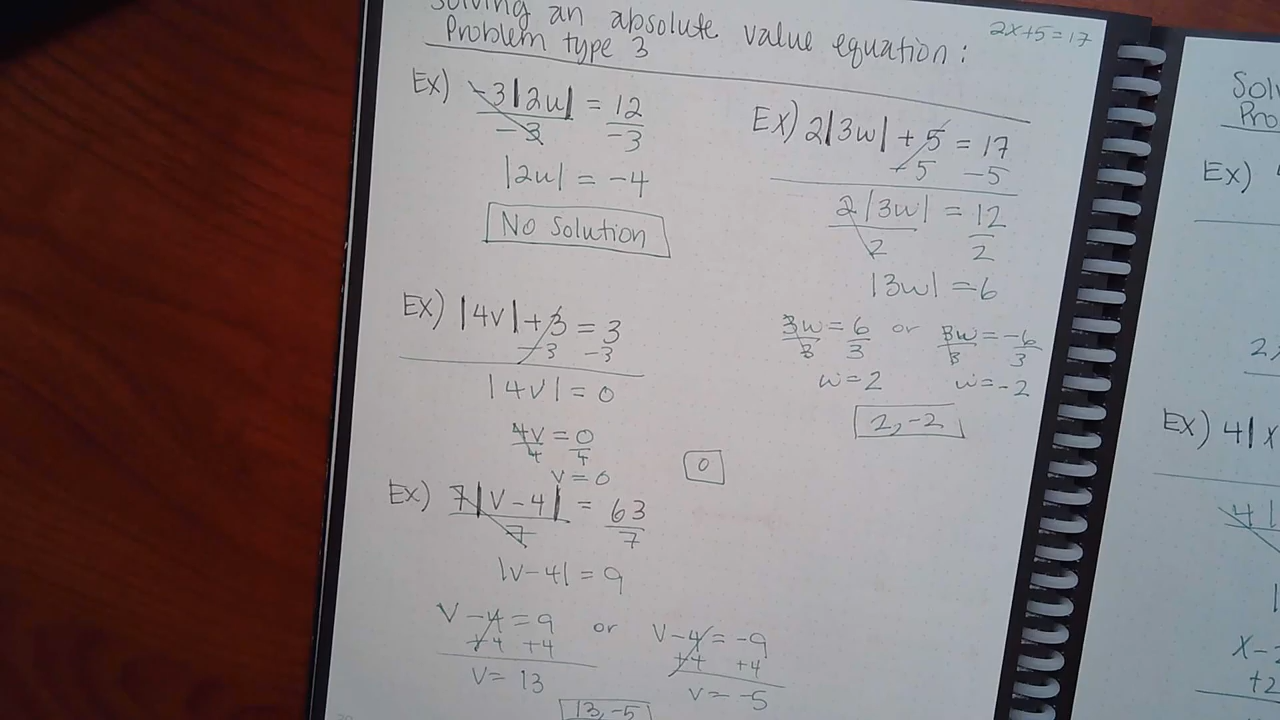 Solving an absolute value equation:
Problem type 3
2x+5=17
Ex) -3|2u| = 12
-3 -3
|2u| = -4
No Solution
Ex) |4v|+3 = 3
-3 -3
|4v| = 0
4v = 0
4 4
v = 0
0
Ex) 7|v-4| = 63
7 7
|v-4| = 9
v-4 = 9 or v-4 = -9
+4 +4 +4 +4
v = 13 v = -5
13, -5
Ex) 2|3w| + 5 = 17
-5 -5
2|3w| = 12
2 2
|3w| = 6
3w = 6 or 3w = -6
3 3 3 3
w = 2 w = -2
2, -2
Ex)
Ex) 4|x
4|
x-
+2